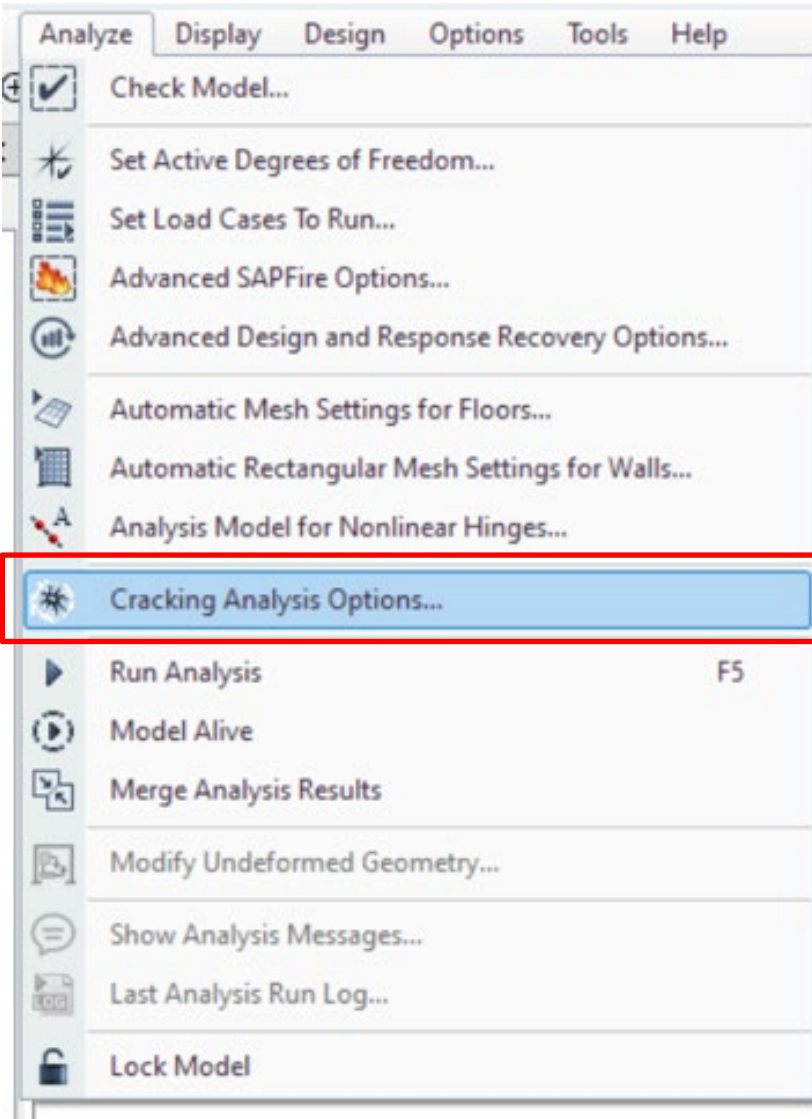 Analyze Display Design Options Tools Help
Check Model...
Set Active Degrees of Freedom...
Set Load Cases To Run...
Advanced SAPFire Options...
Advanced Design and Response Recovery Options...
Automatic Mesh Settings for Floors...
Automatic Rectangular Mesh Settings for Walls...
A
Analysis Model for Nonlinear Hinges...
Cracking Analysis Options...
Run Analysis F5
Model Alive
Merge Analysis Results
Modify Undeformed Geometry...
Show Analysis Messages...
LOG
Last Analysis Run Log...
Lock Model